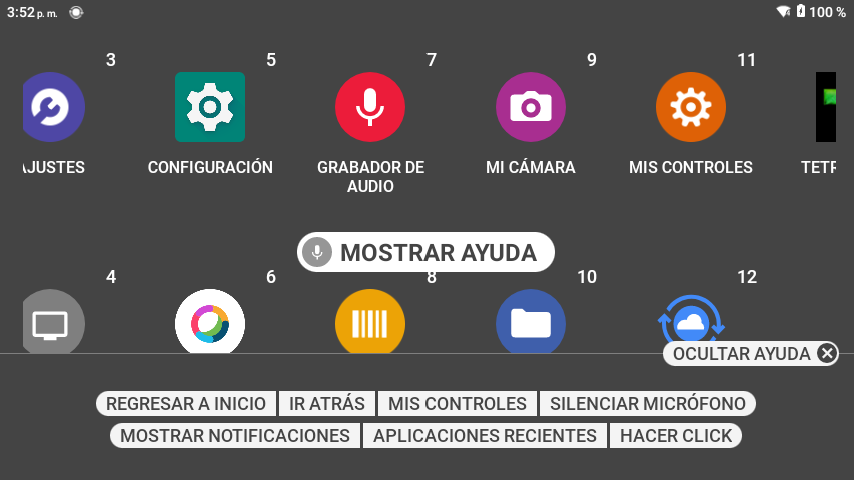 3:52 p. m.
100 %
3
5
7
9
11
AJUSTES
CONFIGURACIÓN
GRABADOR DE
AUDIO
MI CÁMARA
MIS CONTROLES
TETR
MOSTRAR AYUDA
4
6
8
10
12
OCULTAR AYUDA
REGRESAR A INICIO
IR ATRÁS
MIS CONTROLES
SILENCIAR MICRÓFONO
MOSTRAR NOTIFICACIONES
APLICACIONES RECIENTES
HACER CLICK